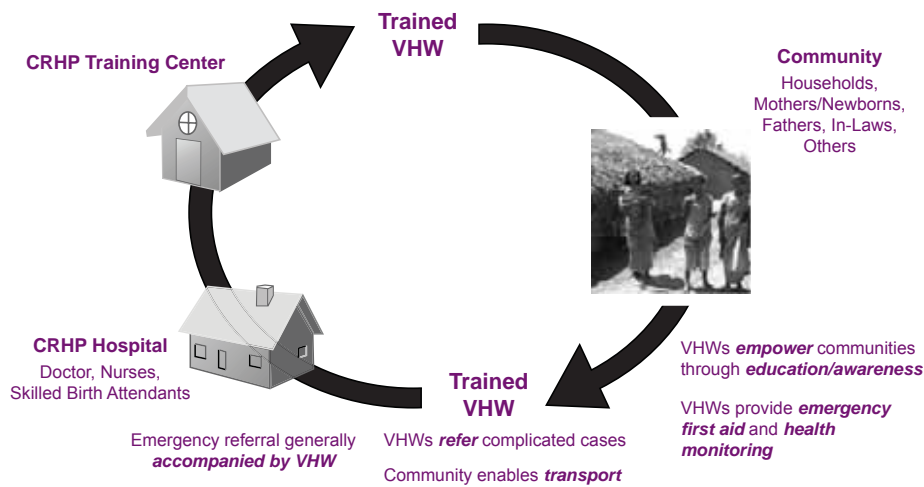 Trained
VHW
CRHP Training Center
Community
Households,
Mothers/Newborns,
Fathers, In-Laws,
Others
CRHP Hospital
Doctor, Nurses,
Skilled Birth Attendants
Trained
VHW
VHWs empower communities
through education/awareness
VHWs provide emergency
first aid and health
monitoring
Emergency referral generally
accompanied by VHW
VHWs refer complicated cases
Community enables transport